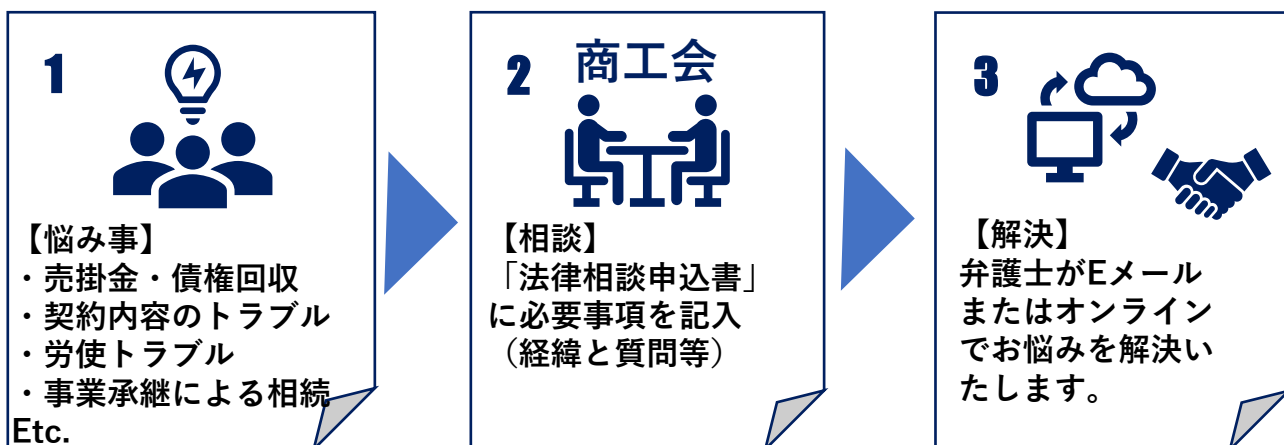 1
【悩み事】
・売掛金・債権回収
・契約内容のトラブル
・労使トラブル
・事業承継による相続
Etc.
2
商工会
【相談】
「法律相談申込書」
に必要事項を記入
（経緯と質問等）
3
【解決】
弁護士がEメール
またはオンライン
でお悩みを解決い
たします。